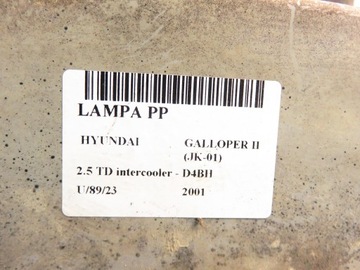 LAMPA PP
HYUNDAI GALLOPER II
(JK-01)
2.5 TD intercooler - D4BH
U/89/23 2001